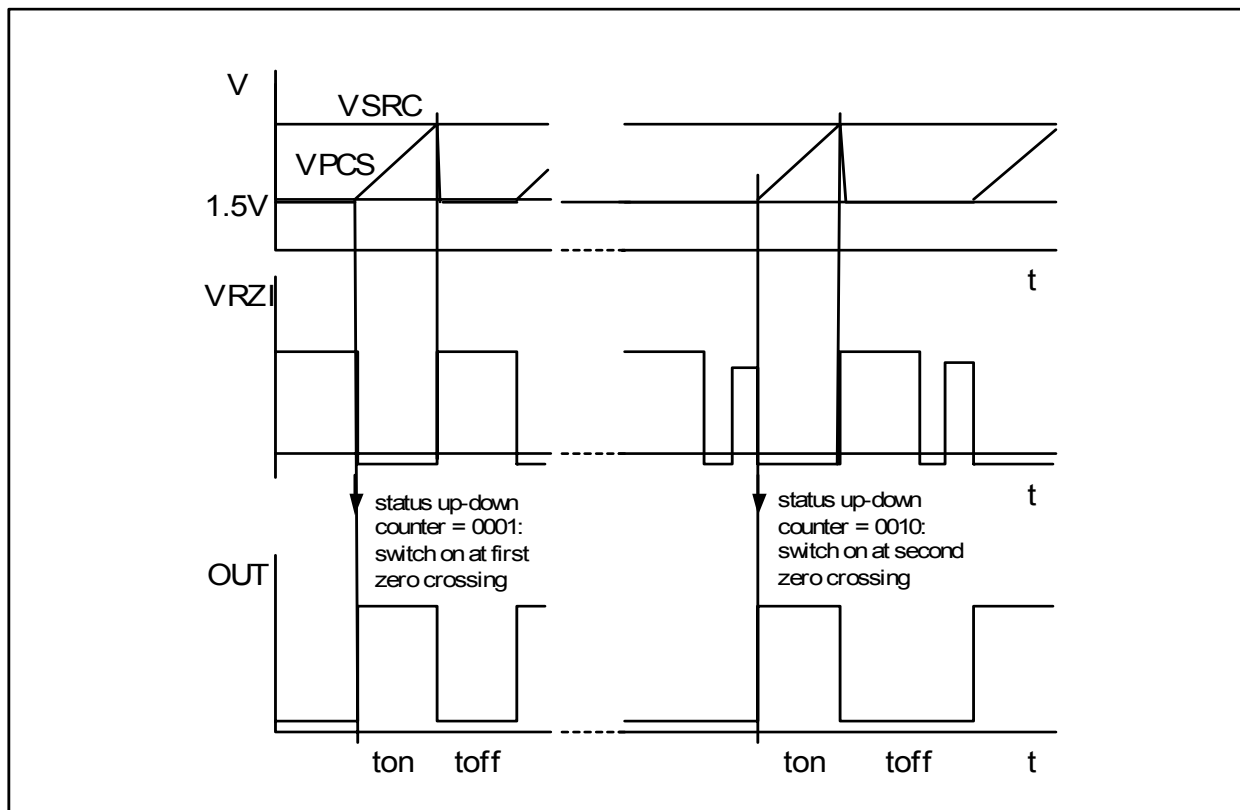 V
VSRC
VPCS
1.5V
t
VRZI
t
status up-down
counter = 0001:
switch on at first
zero crossing
status up-down
counter = 0010:
switch on at second
zero crossing
OUT
ton
toff
ton
toff
t